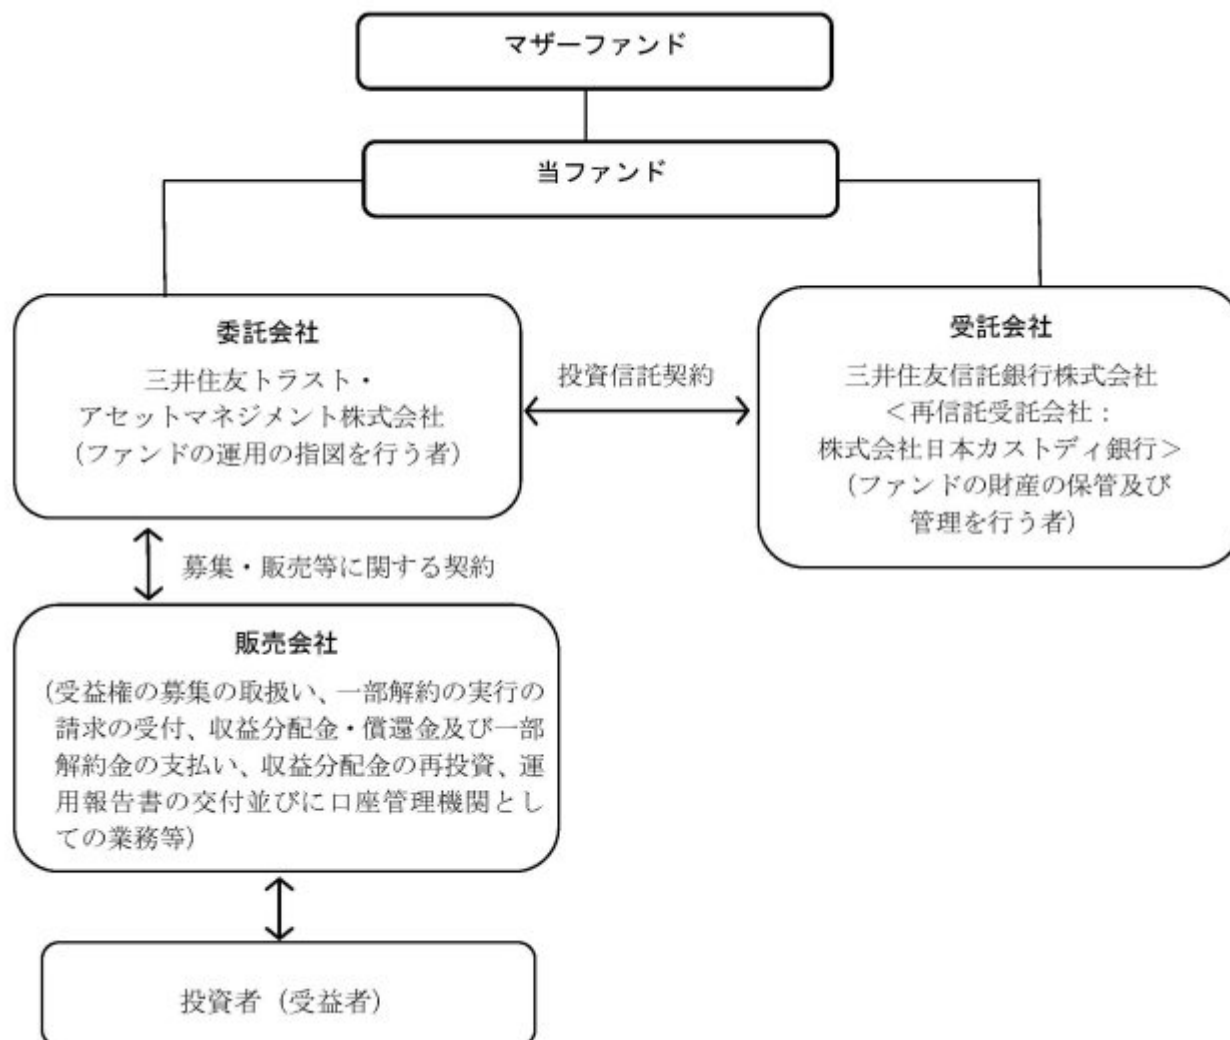 マザーファンド
当ファンド
委託会社
三井住友トラスト・
アセットマネジメント株式会社
（ファンドの運用の指図を行う者）
投資信託契約
受託会社
三井住友信託銀行株式会社
＜再信託受託会社：
株式会社日本カストディ銀行＞
（ファンドの財産の保管及び
管理を行う者）
募集・販売等に関する契約
販売会社
（受益権の募集の取扱い、一部解約の実行の
請求の受付、収益分配金・償還金及び一部
解約金の支払い、収益分配金の再投資、運
用報告書の交付並びに口座管理機関とし
ての業務等）
投資者（受益者）